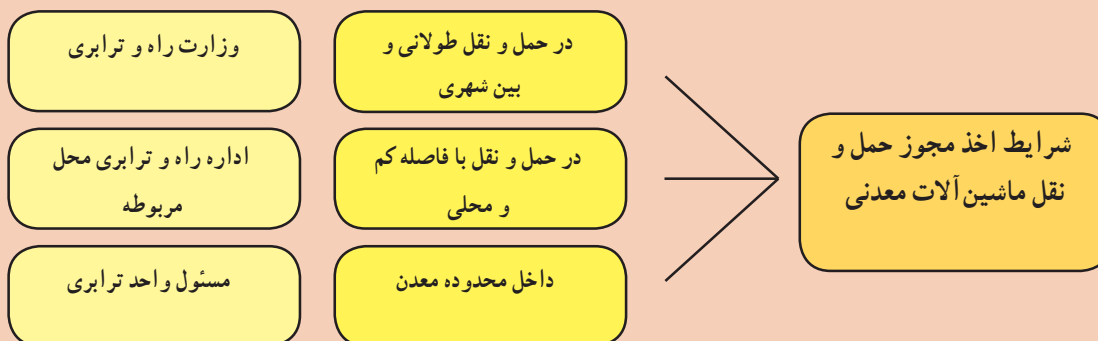 شرایط اخذ مجوز حمل و
نقل ماشین‌آلات معدنی
در حمل و نقل طولانی و
بین شهری
وزارت راه و ترابری
در حمل و نقل با فاصله کم
و محلی
اداره راه و ترابری محل
مربوطه
داخل محدوده معدن
مسئول واحد ترابری